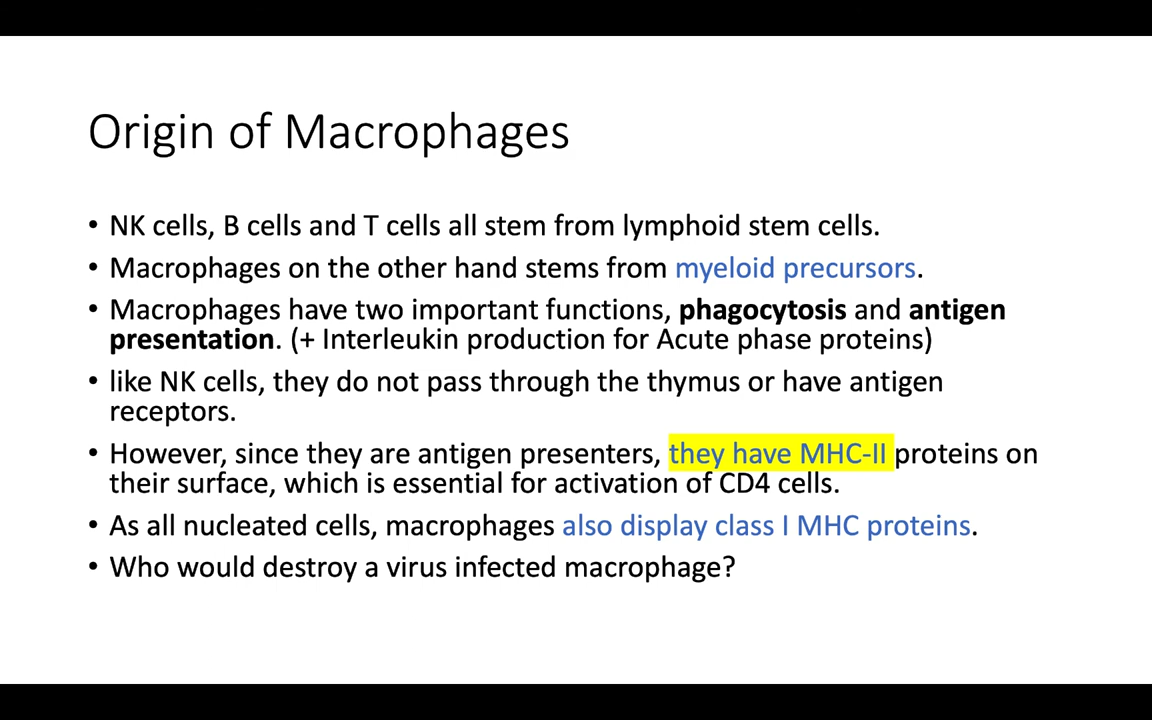 Origin of Macrophages
• NK cells, B cells and T cells all stem from lymphoid stem cells.
• Macrophages on the other hand stems from myeloid precursors.
• Macrophages have two important functions, phagocytosis and antigen
presentation. (+ Interleukin production for Acute phase proteins)
• like NK cells, they do not pass through the thymus or have antigen
receptors.
• However, since they are antigen presenters, they have MHC-II proteins on
their surface, which is essential for activation of CD4 cells.
• As all nucleated cells, macrophages also display class I MHC proteins.
• Who would destroy a virus infected macrophage?